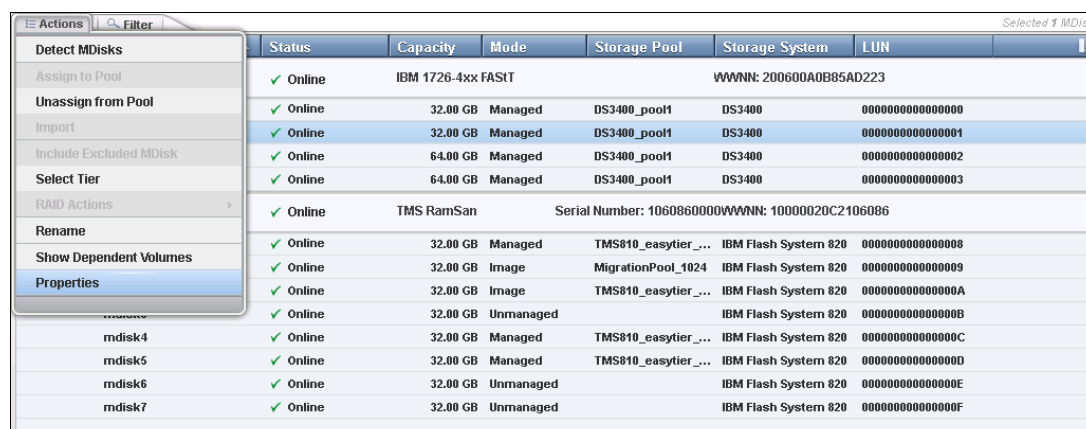 Actions Filter Selected 1 MDis
Status Capacity Mode Storage Pool Storage System LUN
Detect MDisks
Assign to Pool
Unassign from Pool
Import
Include Excluded MDisk
Select Tier
RAID Actions
Rename
Show Dependent Volumes
Properties
Online IBM 1726-4xx FAStT WWNN: 200600A0B85AD223
Online 32.00 GB Managed DS3400_pool1 DS3400 0000000000000000
Online 32.00 GB Managed DS3400_pool1 DS3400 0000000000000001
Online 64.00 GB Managed DS3400_pool1 DS3400 0000000000000002
Online 64.00 GB Managed DS3400_pool1 DS3400 0000000000000003
Online TMS RamSan Serial Number: 1060860000WWNN: 10000020C2106086
Online 32.00 GB Managed TMS810_easytier_... IBM Flash System 820 0000000000000008
Online 32.00 GB Image MigrationPool_1024 IBM Flash System 820 0000000000000009
Online 32.00 GB Image TMS810_easytier_... IBM Flash System 820 000000000000000A
Online 32.00 GB Unmanaged IBM Flash System 820 000000000000000B
mdisk4 Online 32.00 GB Managed TMS810_easytier_... IBM Flash System 820 000000000000000C
mdisk5 Online 32.00 GB Managed TMS810_easytier_... IBM Flash System 820 000000000000000D
mdisk6 Online 32.00 GB Unmanaged IBM Flash System 820 000000000000000E
mdisk7 Online 32.00 GB Unmanaged IBM Flash System 820 000000000000000F